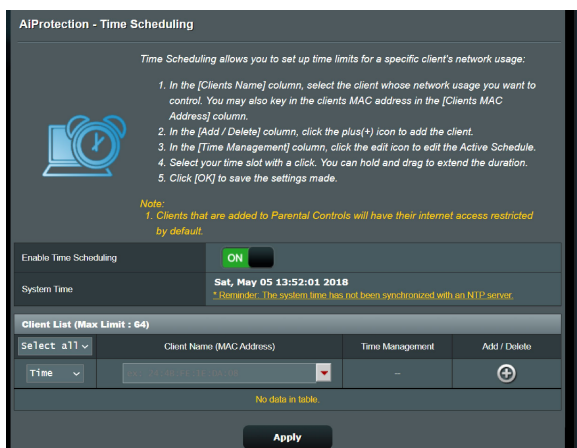 AiProtection - Time Scheduling
Time Scheduling allows you to set up time limits for a specific client's network usage:
1. In the [Clients Name] column, select the client whose network usage you want to
control. You may also key in the clients MAC address in the [Clients MAC
Address] column.
2. In the [Add / Delete] column, click the plus(+) icon to add the client.
3. In the [Time Management] column, click the edit icon to edit the Active Schedule.
4. Select your time slot with a click. You can hold and drag to extend the duration.
5. Click [OK] to save the settings made.
Note:
1. Clients that are added to Parental Controls will have their internet access restricted
by default.
Enable Time Scheduling ON
System Time Sat, May 05 13:52:01 2018
* Reminder: The system time has not been synchronized with an NTP server.
Client List (Max Limit : 64)
Select all Client Name (MAC Address) Time Management Add / Delete
Time --
No data in table.
Apply